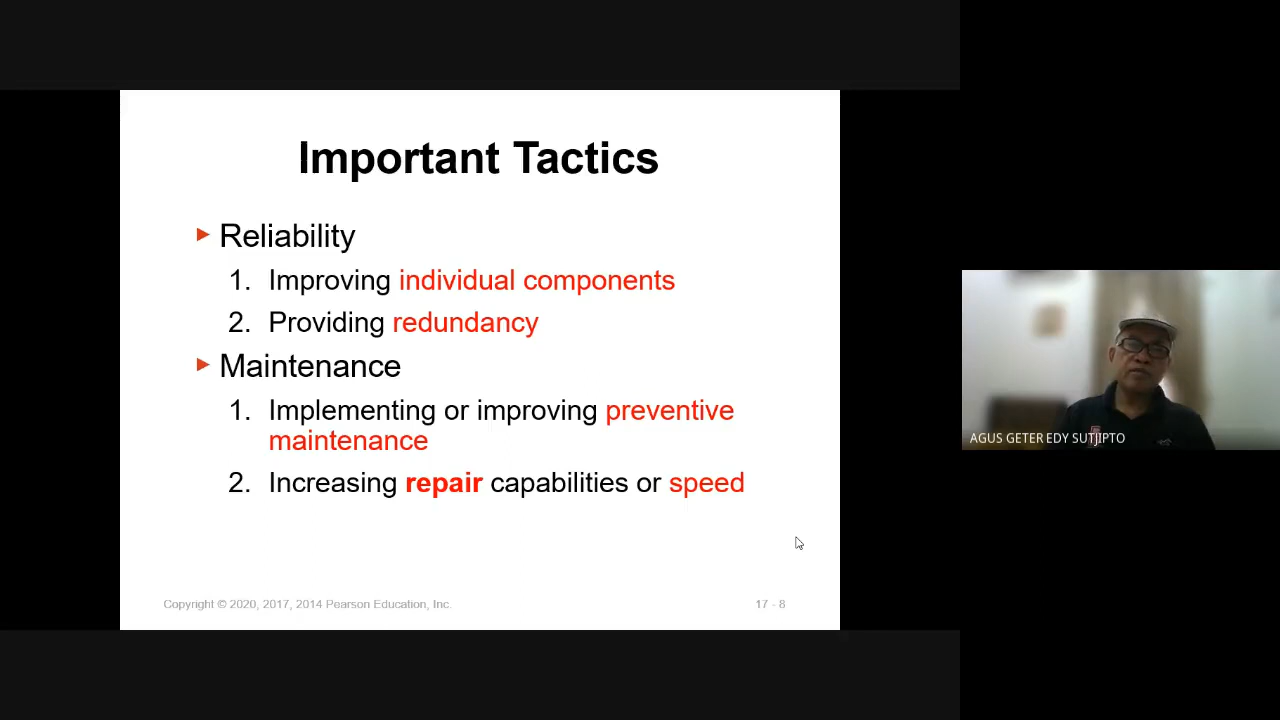 Important Tactics
Reliability
1. Improving individual components
2. Providing redundancy
Maintenance
1. Implementing or improving preventive
maintenance
2. Increasing repair capabilities or speed
Copyright © 2020, 2017, 2014 Pearson Education, Inc.
17 - 8
AGUS GETER EDY SUTJIPTO